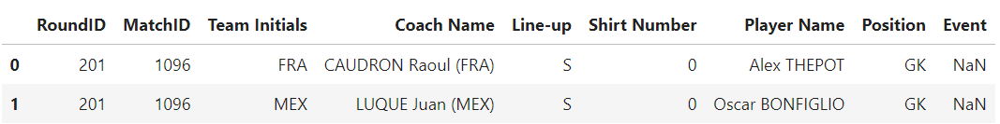 RoundID MatchID Team Initials Coach Name Line-up Shirt Number Player Name Position Event
0 201 1096 FRA CAUDRON Raoul (FRA) S 0 Alex THEPOT GK NaN
1 201 1096 MEX LUQUE Juan (MEX) S 0 Oscar BONFIGLIO GK NaN